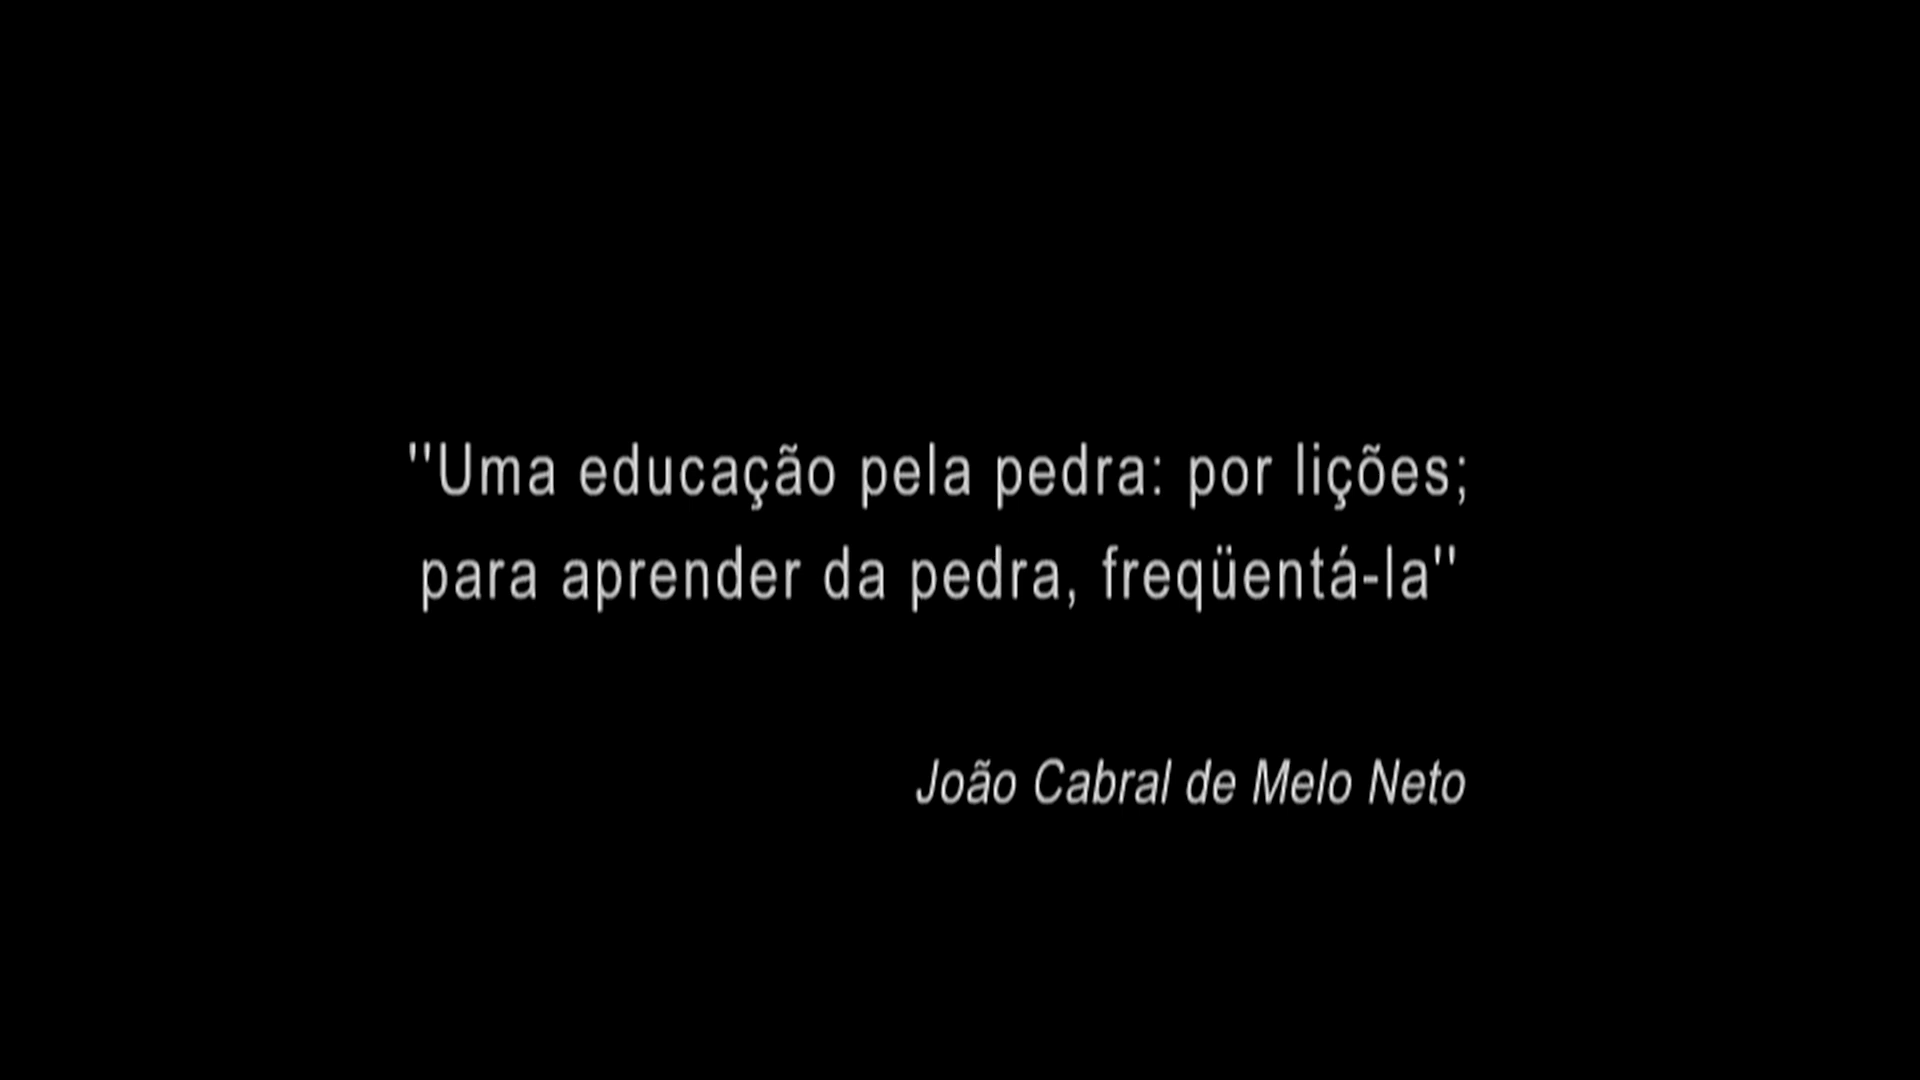 "Uma educação pela pedra: por lições;
para aprender da pedra, freqüentá-la"
João Cabral de Melo Neto